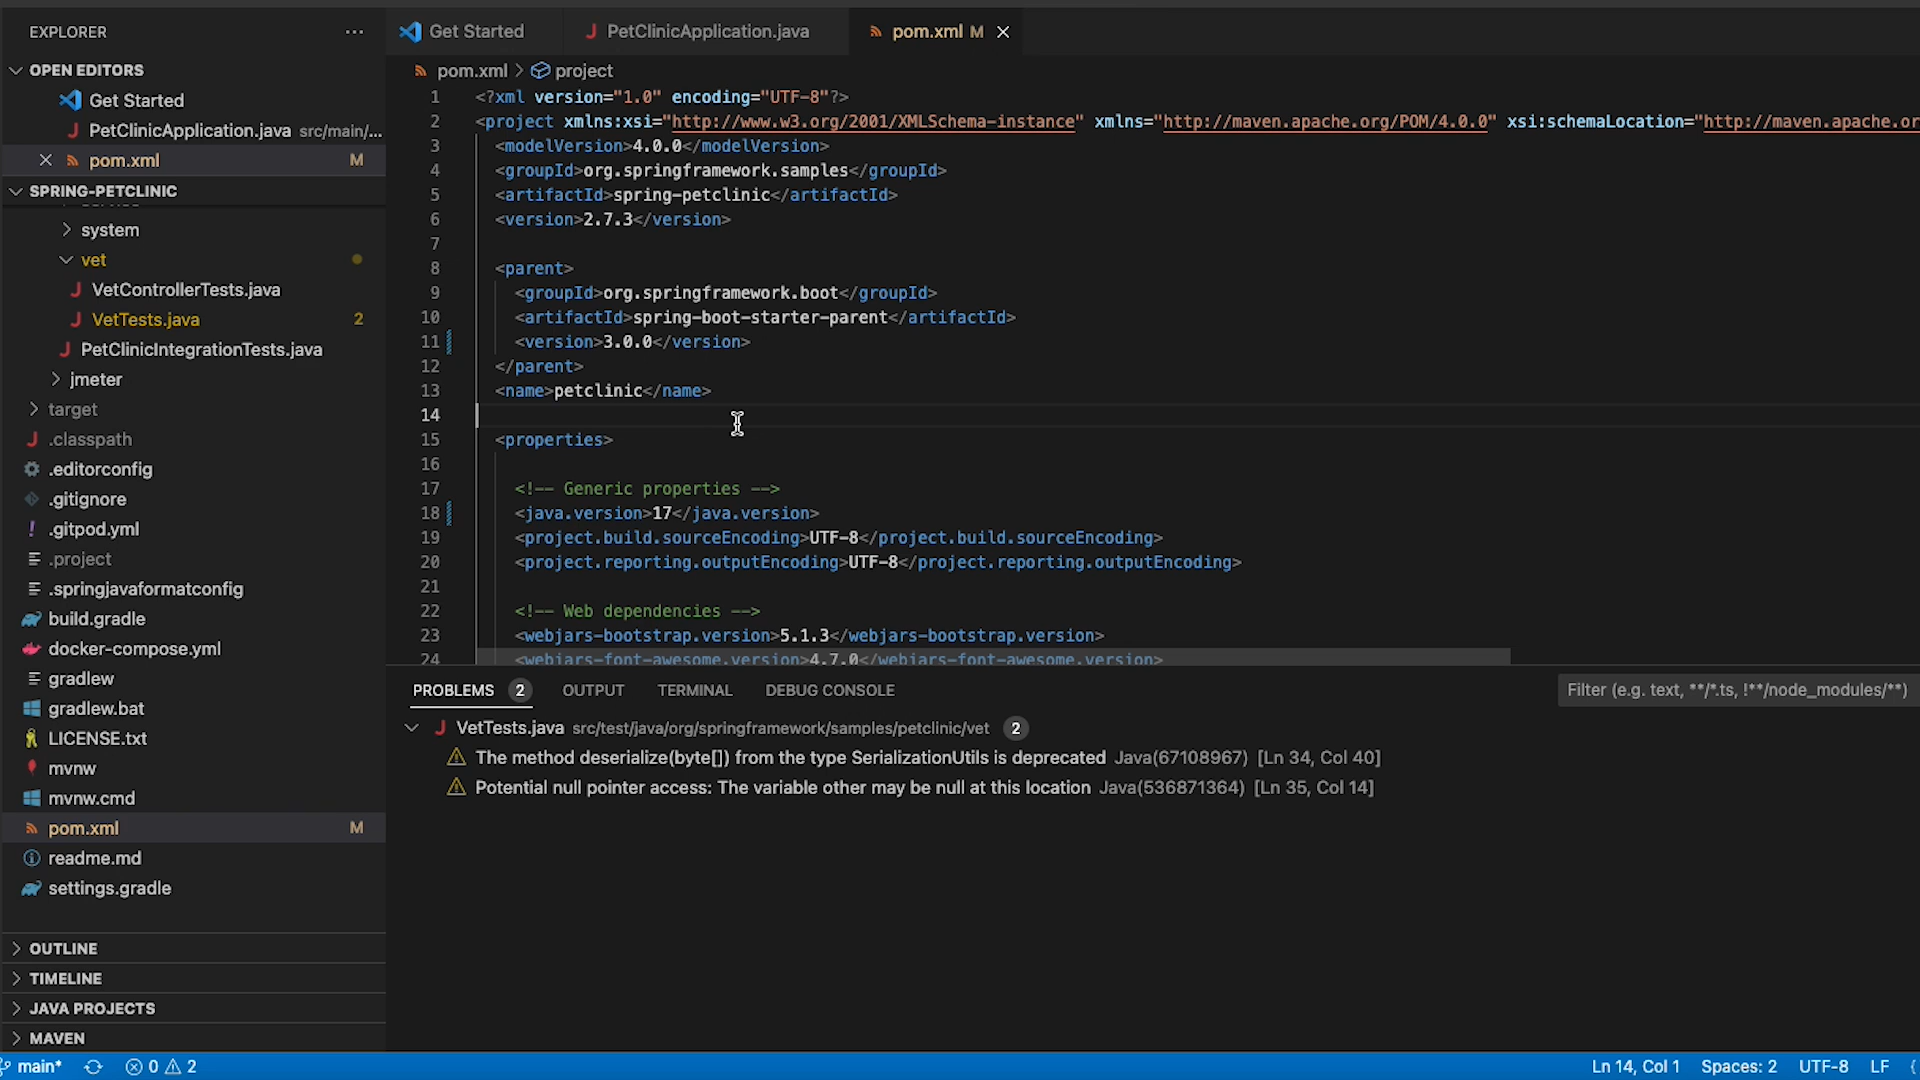 EXPLORER ...
OPEN EDITORS
Get Started
PetClinicApplication.java src/main/...
pom.xml M
SPRING-PETCLINIC
system
vet
VetControllerTests.java
VetTests.java 2
PetClinicIntegrationTests.java
jmeter
target
.classpath
.editorconfig
.gitignore
.gitpod.yml
.project
.springjavaformatconfig
build.gradle
docker-compose.yml
gradlew
gradlew.bat
LICENSE.txt
mvnw
mvnw.cmd
pom.xml M
readme.md
settings.gradle
OUTLINE
TIMELINE
JAVA PROJECTS
MAVEN
Get Started PetClinicApplication.java pom.xml M
pom.xml > project
1 <?xml version="1.0" encoding="UTF-8"?>
2 <project xmlns:xsi="http://www.w3.org/2001/XMLSchema-instance" xmlns="http://maven.apache.org/POM/4.0.0" xsi:schemaLocation="http://maven.apache.or
3 <modelVersion>4.0.0</modelVersion>
4 <groupId>org.springframework.samples</groupId>
5 <artifactId>spring-petclinic</artifactId>
6 <version>2.7.3</version>
7
8 <parent>
9 <groupId>org.springframework.boot</groupId>
10 <artifactId>spring-boot-starter-parent</artifactId>
11 <version>3.0.0</version>
12 </parent>
13 <name>petclinic</name>
14
15 <properties>
16
17 <!-- Generic properties -->
18 <java.version>17</java.version>
19 <project.build.sourceEncoding>UTF-8</project.build.sourceEncoding>
20 <project.reporting.outputEncoding>UTF-8</project.reporting.outputEncoding>
21
22 <!-- Web dependencies -->
23 <webjars-bootstrap.version>5.1.3</webjars-bootstrap.version>
24 <webjars-font-awesome.version>4.7.0</webjars-font-awesome.version>
PROBLEMS 2 OUTPUT TERMINAL DEBUG CONSOLE Filter (e.g. text, **/*.ts, !**/node_modules/**)
VetTests.java src/test/java/org/springframework/samples/petclinic/vet 2
The method deserialize(byte[]) from the type SerializationUtils is deprecated Java(67108967) [Ln 34, Col 40]
Potential null pointer access: The variable other may be null at this location Java(536871364) [Ln 35, Col 14]
main* 0 2 Ln 14, Col 1 Spaces: 2 UTF-8 LF